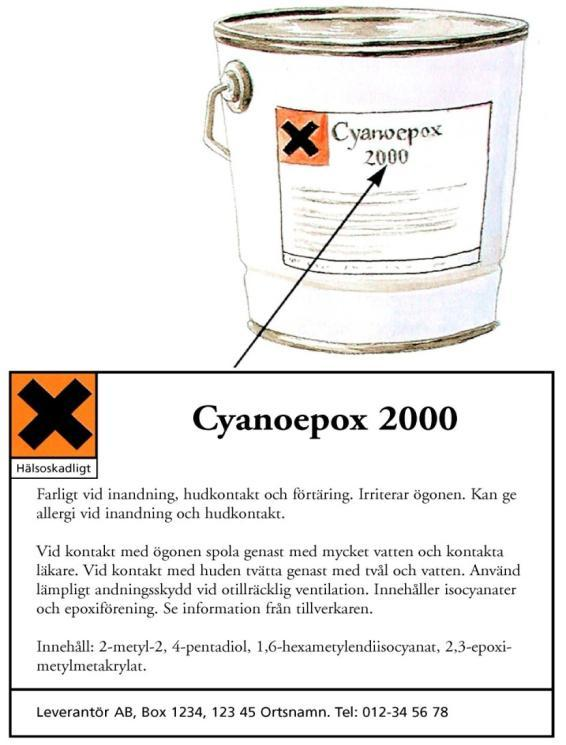 Cyanoepox
2000
Hälsoskadligt
Cyanoepox 2000
Farligt vid inandning, hudkontakt och förtäring. Irriterar ögonen. Kan ge
allergi vid inandning och hudkontakt.
Vid kontakt med ögonen spola genast med mycket vatten och kontakta
läkare. Vid kontakt med huden tvätta genast med tvål och vatten. Använd
lämpligt andningsskydd vid otillräcklig ventilation. Innehåller isocyanater
och epoxiförening. Se information från tillverkaren.
Innehåll: 2-metyl-2, 4-pentadiol, 1,6-hexametylendiisocyanat, 2,3-epoxi-
metylmetakrylat.
Leverantör AB, Box 1234, 123 45 Ortsnamn. Tel: 012-34 56 78